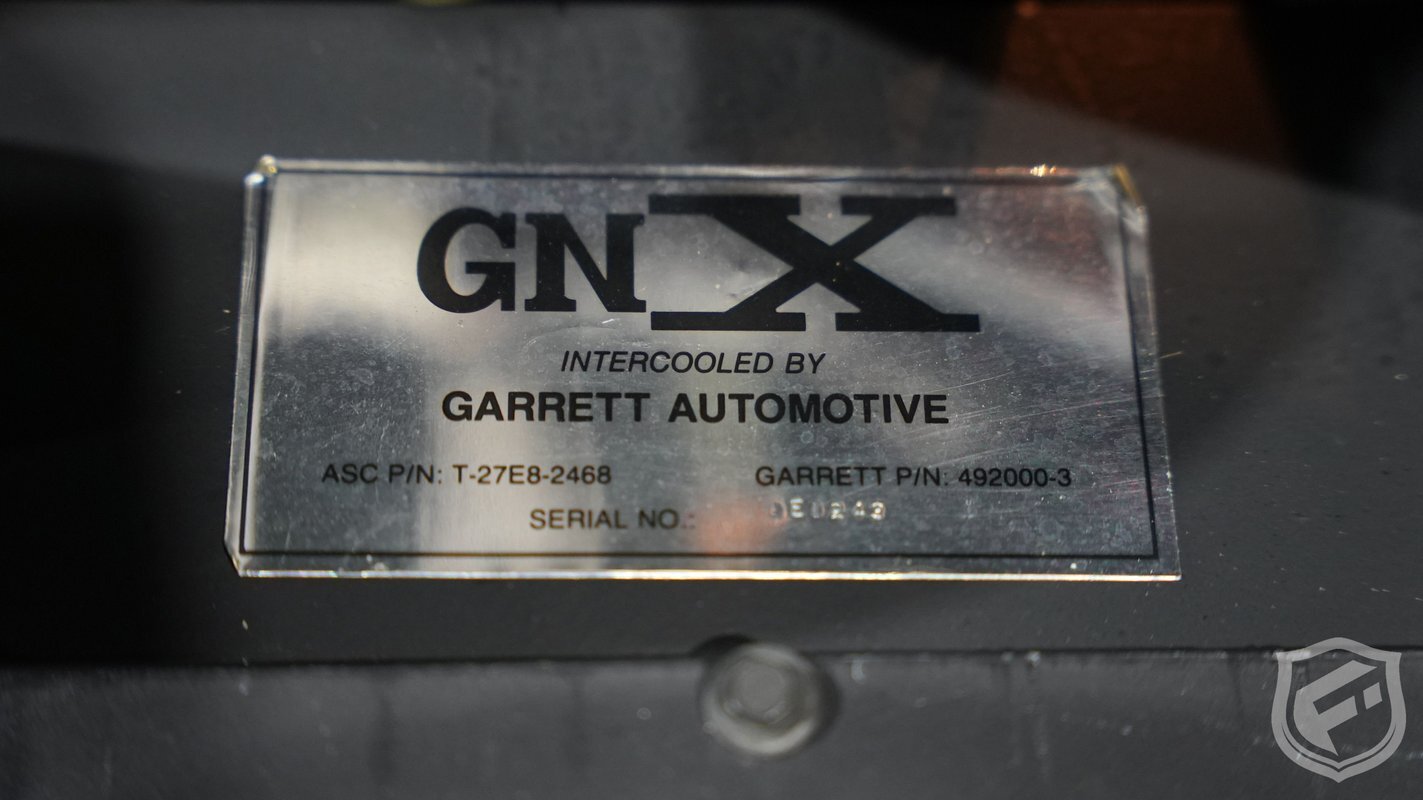 GNX
INTERCOOLED BY
GARRETT AUTOMOTIVE
ASC P/N: T-27E8-2468 GARRETT P/N: 492000-3
SERIAL NO.: